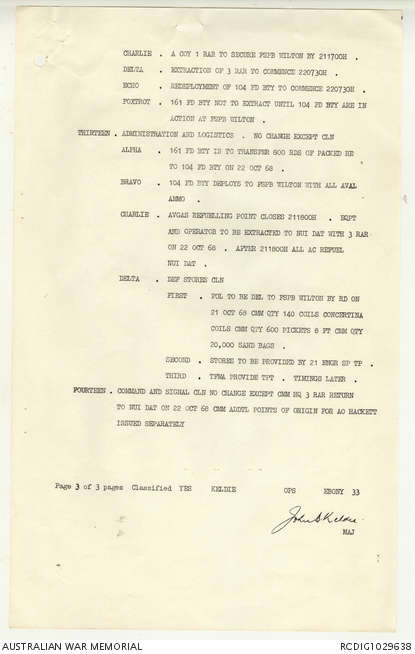 CHARLIE . A COY 1 RAR TO SECURE FSPB WILTON BY 211700H .
DELTA . EXTRACTION OF 3 RAR TO COMMENCE 220730H .
ECHO . REDEPLOYMENT OF 104 FD BTY TO COMMENCE 220730H .
FOXTROT . 161 FD BTY NOT TO EXTRACT UNTIL 104 FD BTY ARE IN
ACTION AT FSPB WILTON .
THIRTEEN . ADMINISTRATION AND LOGISTICS . NO CHANGE EXCEPT CLN
ALPHA . 161 FD BTY IS TO TRANSFER 800 RDS OF PACKED HE
TO 104 FD BTY ON 22 OCT 68 .
BRAVO . 104 FD BTY DEPLOYS TO FSPB WILTON WITH ALL AVAL
AMMO .
CHARLIE . AVGAS REFUELLING POINT CLOSES 211800H . EQPT
AND OPERATOR TO BE EXTRACTED TO NUI DAT WITH 3 RAR
ON 22 OCT 68 . AFTER 211800H ALL AC REFUEL
NUI DAT .
DELTA . DEF STORES CLN
FIRST . FOL TO BE DEL TO FSPB WILTON BY RD ON
21 OCT 68 CMM QTY 140 COILS CONCERTINA
COILS CMM QTY 600 PICKETS 8 FT CMM QTY
20,000 SAND BAGS .
SECOND . STORES TO BE PROVIDED BY 21 ENGR SP TP .
THIRD . TFMA PROVIDE TPT . TIMINGS LATER .
FOURTEEN . COMMAND AND SIGNAL CLN NO CHANGE EXCEPT CMM HQ 3 RAR RETURN
TO NUI DAT ON 22 OCT 68 CMM ADDTL POINTS OF ORIGIN FOR AO HACKETT
ISSUED SEPARATELY
Page 3 of 3 pages Classified YES KELDIE OPS EBONY 33
John D Keldie
MAJ
AUSTRALIAN WAR MEMORIAL RCDIG1029638